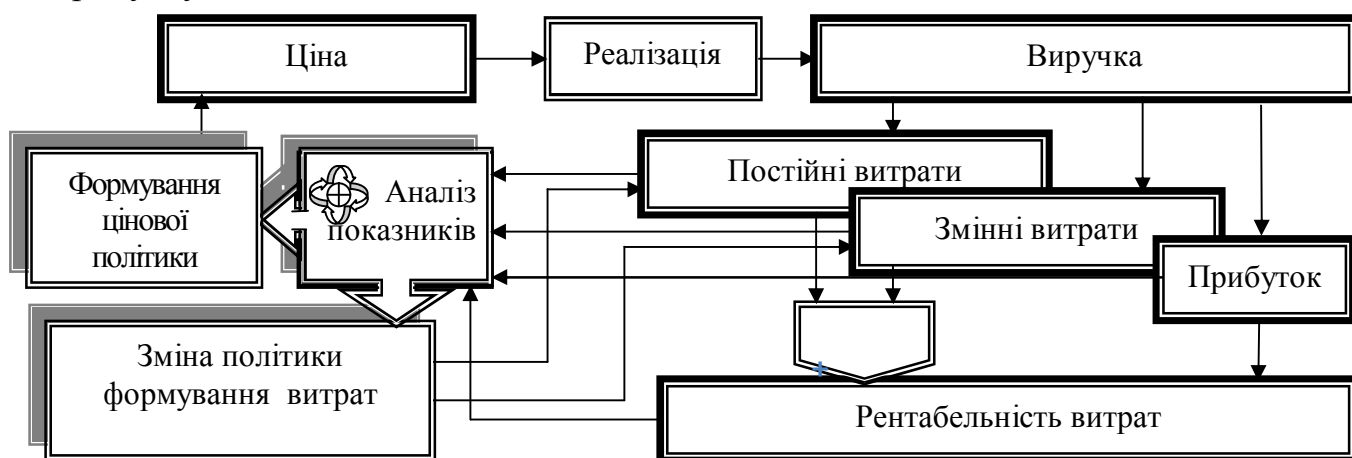 Ціна
Реалізація
Виручка
Постійні витрати
Формування
цінової
політики
Аналіз
показників
Змінні витрати
Прибуток
Зміна політики
формування витрат
Рентабельність витрат